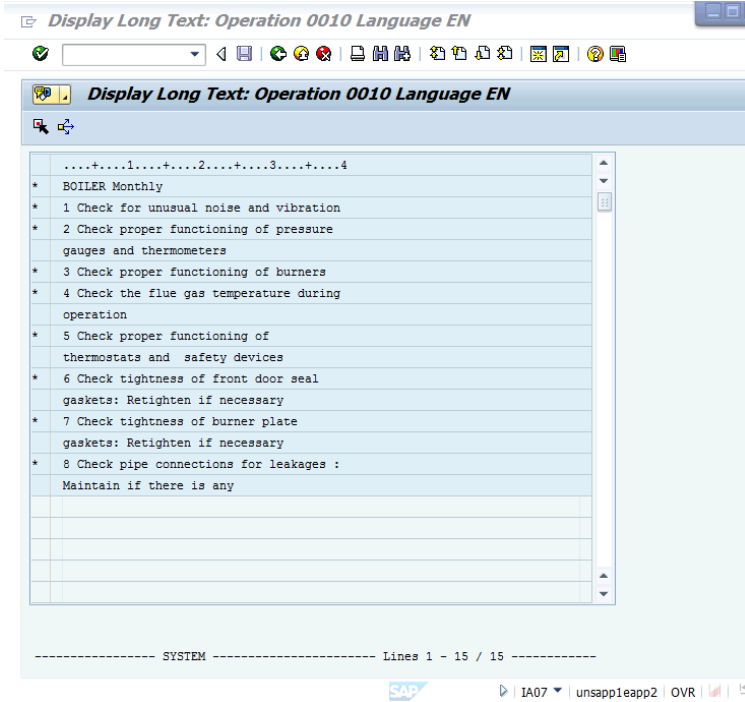 Display Long Text: Operation 0010 Language EN
Display Long Text: Operation 0010 Language EN
....+....1....+....2....+....3....+....4
* BOILER Monthly
* 1 Check for unusual noise and vibration
* 2 Check proper functioning of pressure
gauges and thermometers
* 3 Check proper functioning of burners
* 4 Check the flue gas temperature during
operation
* 5 Check proper functioning of
thermostats and  safety devices
* 6 Check tightness of front door seal
gaskets: Retighten if necessary
* 7 Check tightness of burner plate
gaskets: Retighten if necessary
* 8 Check pipe connections for leakages :
Maintain if there is any
----------------- SYSTEM ----------------------- Lines 1 - 15 / 15 ------------
SAP IA07 unsapp1eapp2 OVR